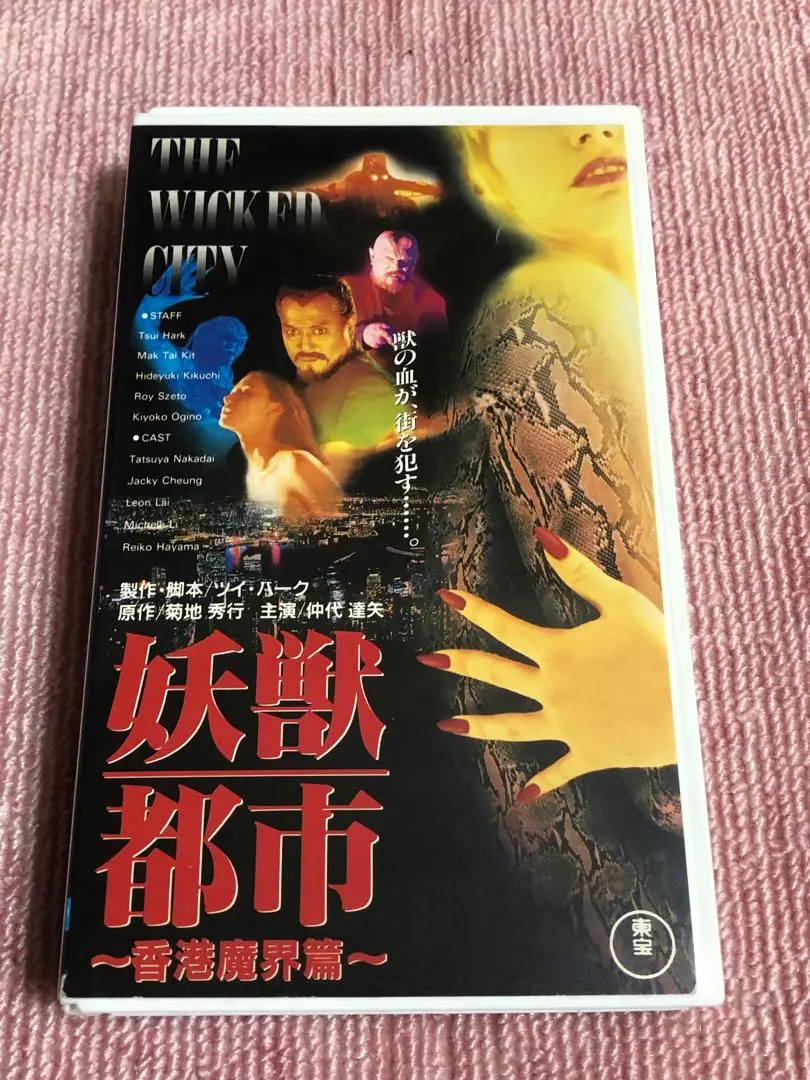 THE
WICKED
CITY
●STAFF
Tsui Hark
Mak Tai Kit
Hideyuki Kikuchi
Roy Szeto
Kiyoko Ogino
●CAST
Tatsuya Nakadai
Jacky Cheung
Leon Lai
Michelle Li
Reiko Hayama
獣の血が、街を犯す……。
製作・脚本/ツイ・ハーク
原作/菊地 秀行 主演/仲代 達矢
妖獣
都市
〜香港魔界篇〜
東宝